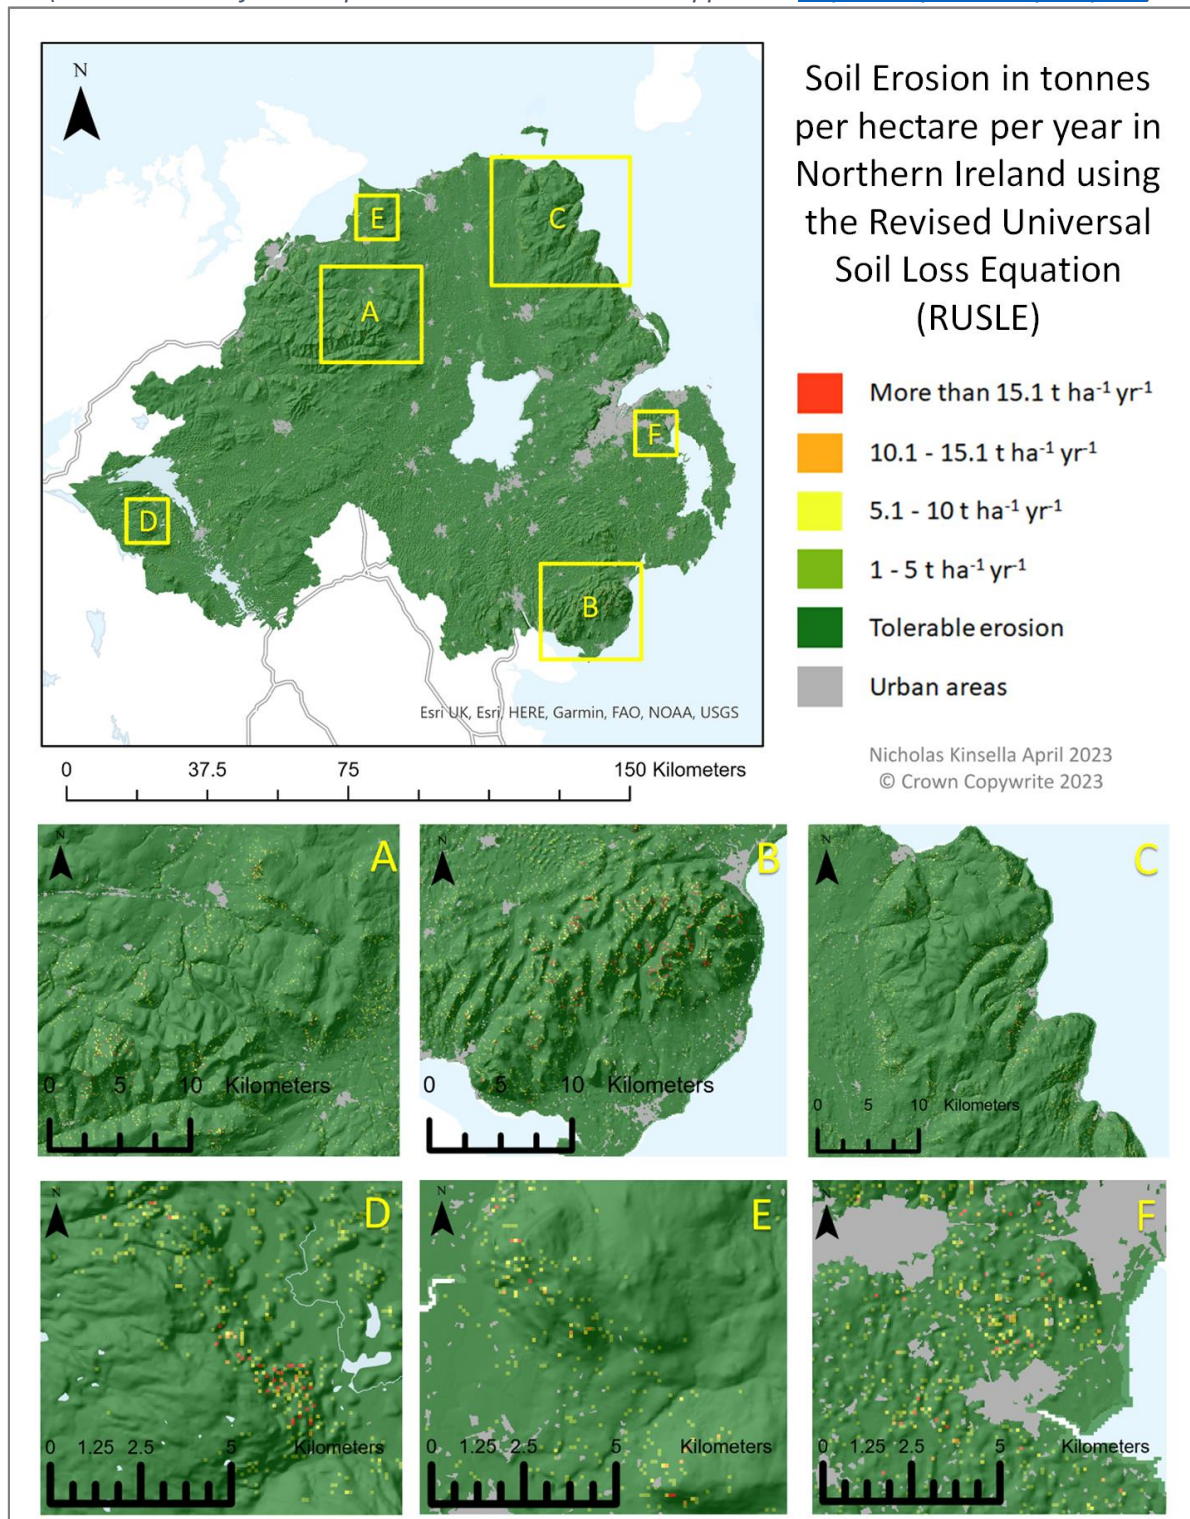 N
E
C
A
F
D
B
Esri UK, Esri, HERE, Garmin, FAO, NOAA, USGS
0 37.5 75 150 Kilometers
Soil Erosion in tonnes
per hectare per year in
Northern Ireland using
the Revised Universal
Soil Loss Equation
(RUSLE)
More than 15.1 t ha⁻¹ yr⁻¹
10.1 - 15.1 t ha⁻¹ yr⁻¹
5.1 - 10 t ha⁻¹ yr⁻¹
1 - 5 t ha⁻¹ yr⁻¹
Tolerable erosion
Urban areas
Nicholas Kinsella April 2023
© Crown Copywrite 2023
N
A
0 5 10 Kilometers
N
B
0 5 10 Kilometers
N
C
0 5 10 Kilometers
N
D
0 1.25 2.5 5 Kilometers
N
E
0 1.25 2.5 5 Kilometers
N
F
0 1.25 2.5 5 Kilometers